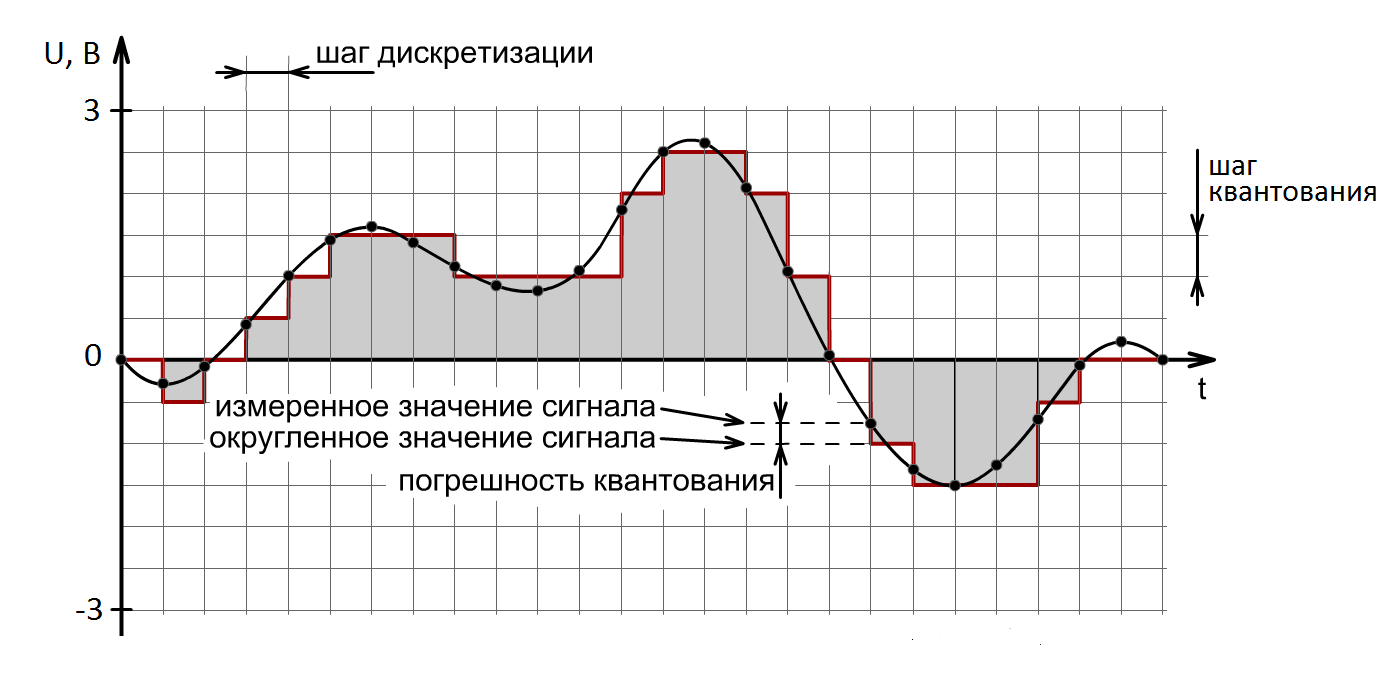 U, В
шаг дискретизации
3
шаг
квантования
0
t
измеренное значение сигнала
округленное значение сигнала
погрешность квантования
-3